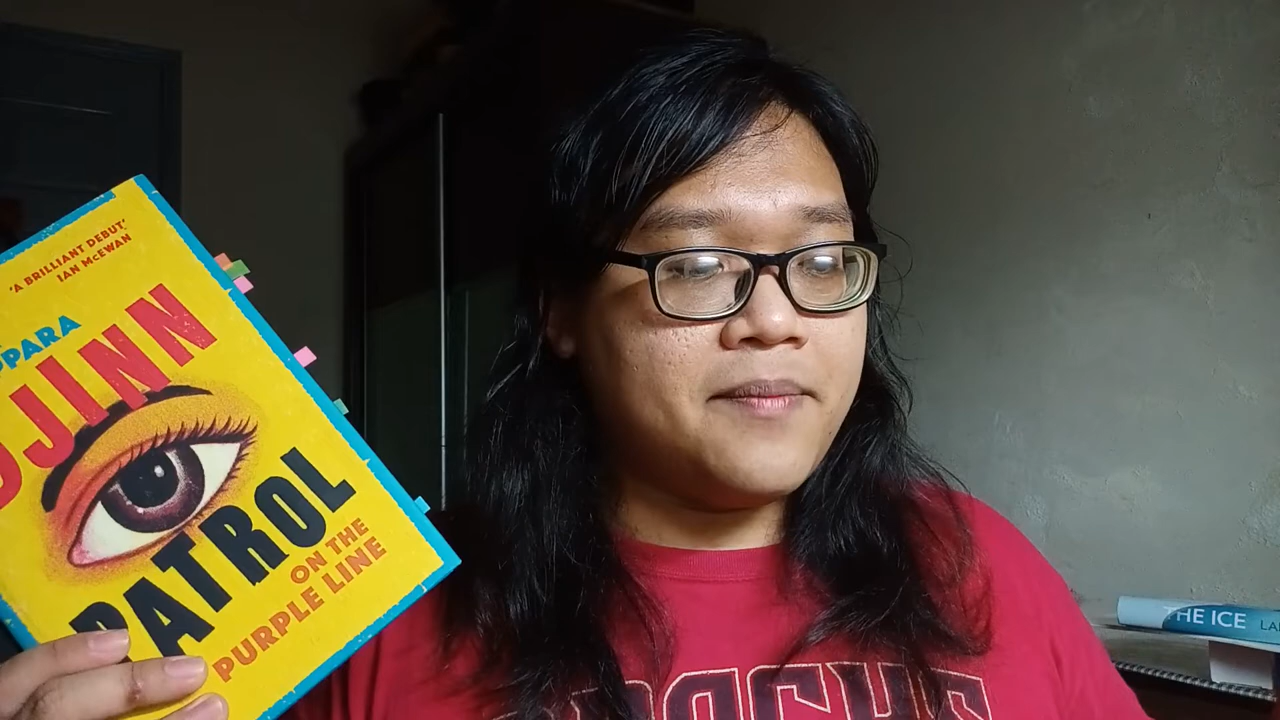 'A BRILLIANT DEBUT'
IAN McEWAN
PARA
DJINN
PATROL
ON THE
PURPLE LINE
THE ICE